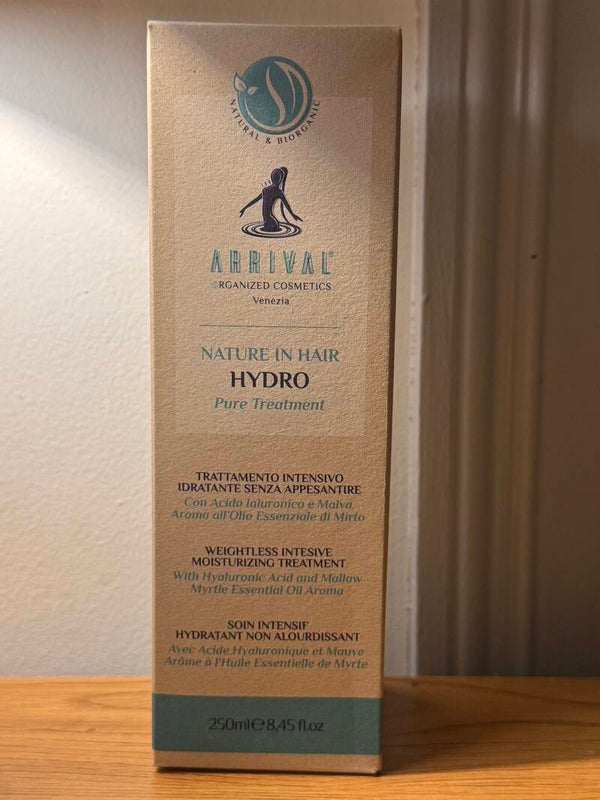 NATURAL & BIORGANIC
ARRIVAL®
ORGANIZED COSMETICS
Venezia
NATURE IN HAIR
HYDRO
Pure Treatment
TRATTAMENTO INTENSIVO
IDRATANTE SENZA APPESANTIRE
Con Acido Ialuronico e Malva
Aroma all'Olio Essenziale di Mirto
WEIGHTLESS INTESIVE
MOISTURIZING TREATMENT
With Hyaluronic Acid and Mallow
Myrtle Essential Oil Aroma
SOIN INTENSIF
HYDRATANT NON ALOURDISSANT
Avec Acide Hyaluronique et Mauve
Arôme à l'Huile Essentielle de Myrte
250ml ℮ 8,45 fl.oz